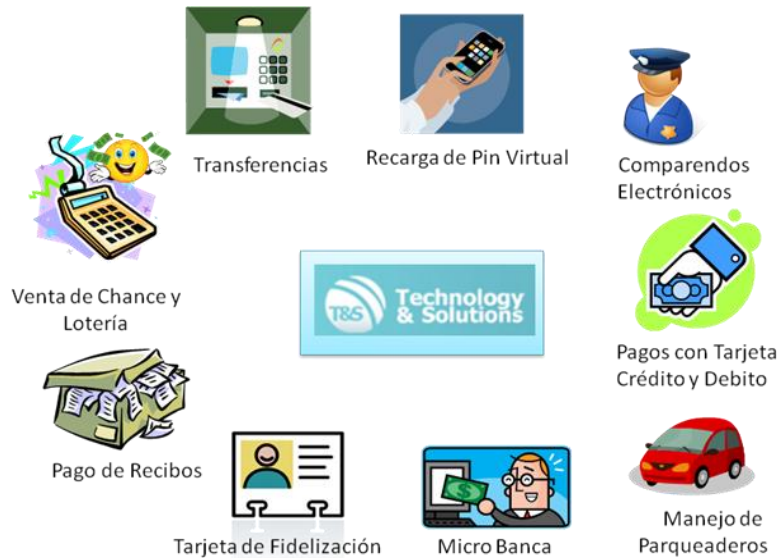 Transferencias
Recarga de Pin Virtual
Comparendos
Electrónicos
Venta de Chance y
Lotería
T&S
Technology
& Solutions
Pagos con Tarjeta
Crédito y Debito
Pago de Recibos
Tarjeta de Fidelización
Micro Banca
Manejo de
Parqueaderos